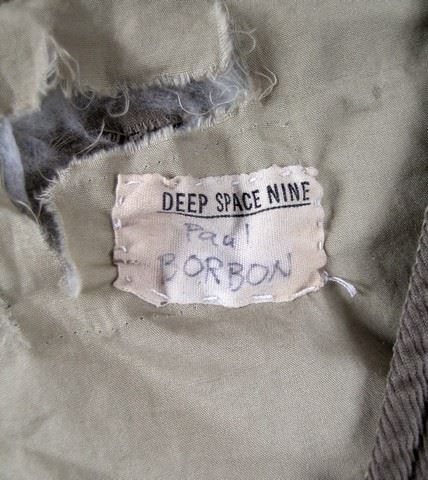 DEEP SPACE NINE
Paul
BORBON